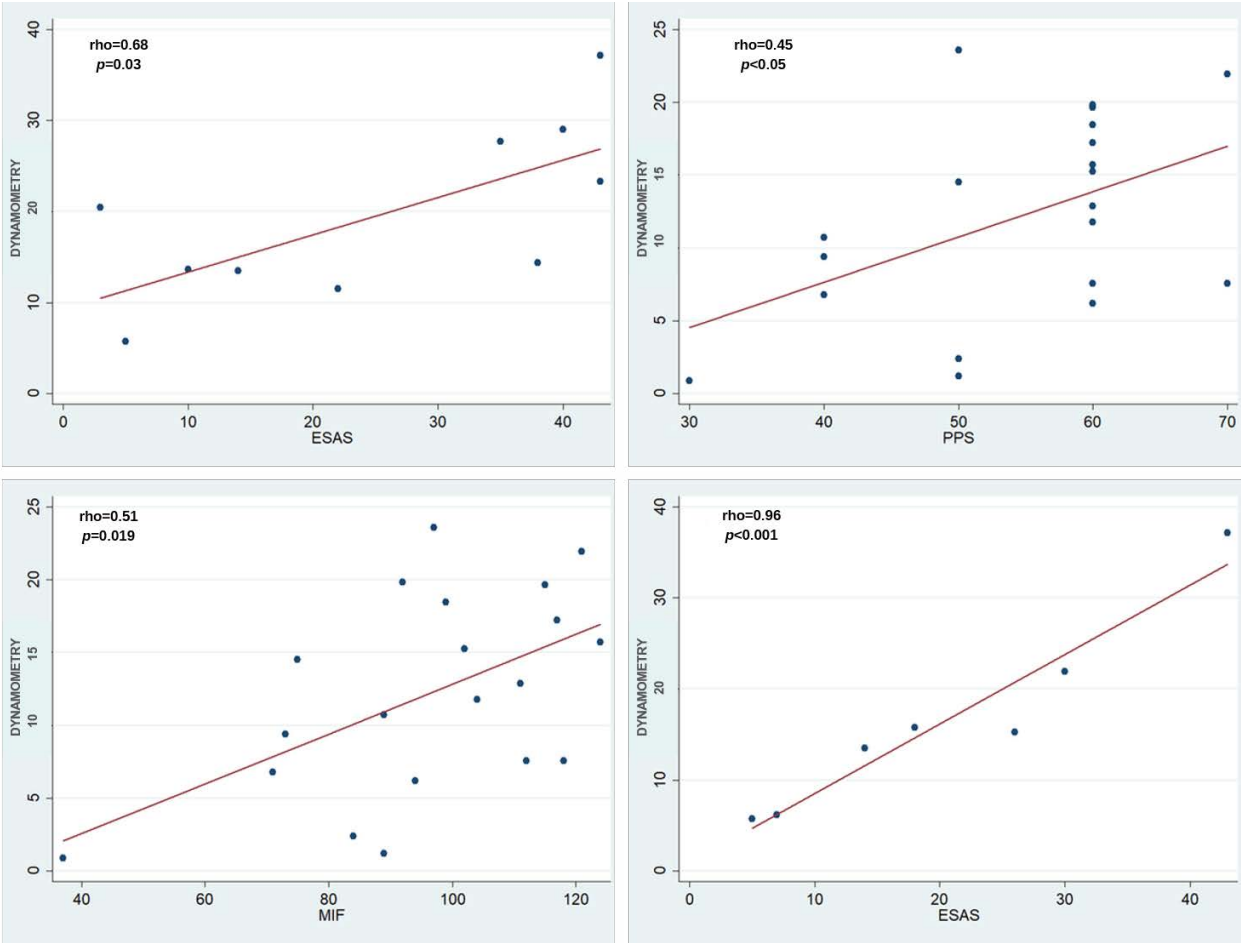 rho=0.68
p=0.03
DYNAMOMETRY
40
30
20
10
0
0 10 20 30 40
ESAS
rho=0.45
p<0.05
DYNAMOMETRY
25
20
15
10
5
0
30 40 50 60 70
PPS
rho=0.51
p=0.019
DYNAMOMETRY
25
20
15
10
5
0
40 60 80 100 120
MIF
rho=0.96
p<0.001
DYNAMOMETRY
40
30
20
10
0
0 10 20 30 40
ESAS